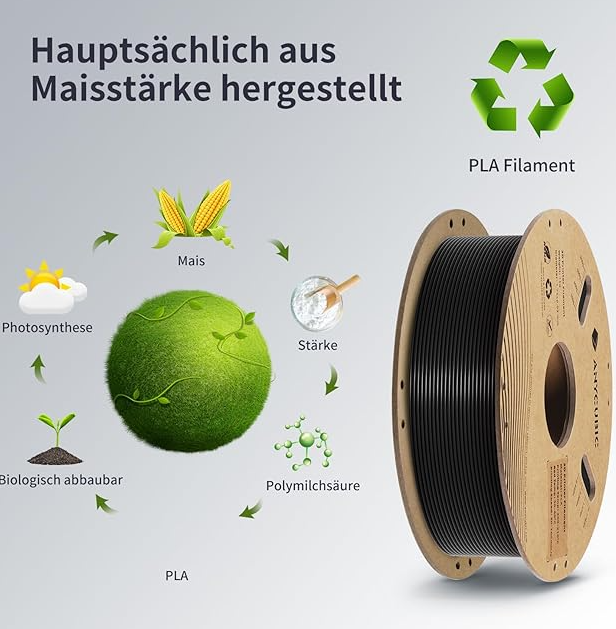 Hauptsächlich aus
Maisstärke hergestellt
PLA Filament
Mais
Photosynthese
Stärke
Biologisch abbaubar
Polymilchsäure
PLA
ANYCUBIC